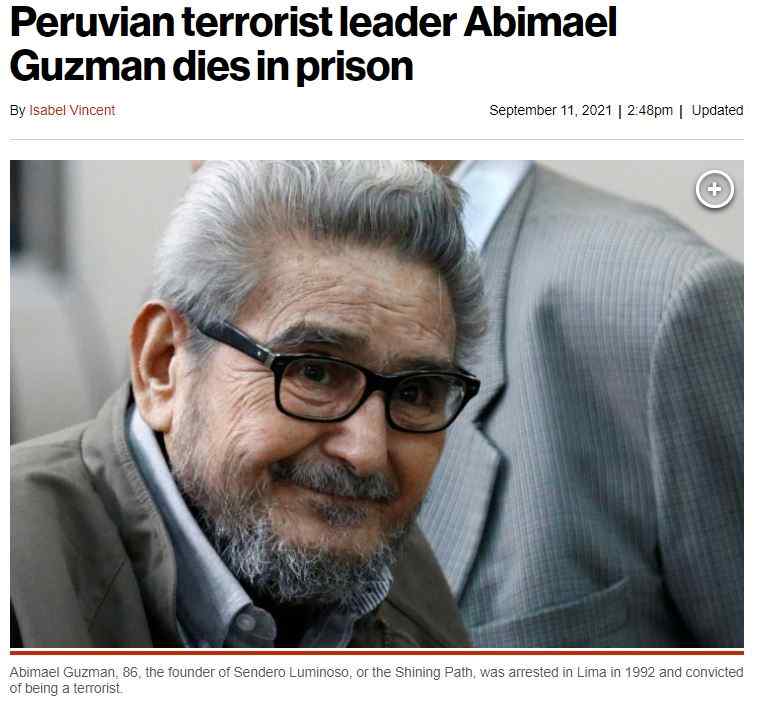 Peruvian terrorist leader Abimael
Guzman dies in prison
By Isabel Vincent
September 11, 2021 | 2:48pm | Updated
Abimael Guzman, 86, the founder of Sendero Luminoso, or the Shining Path, was arrested in Lima in 1992 and convicted
of being a terrorist.